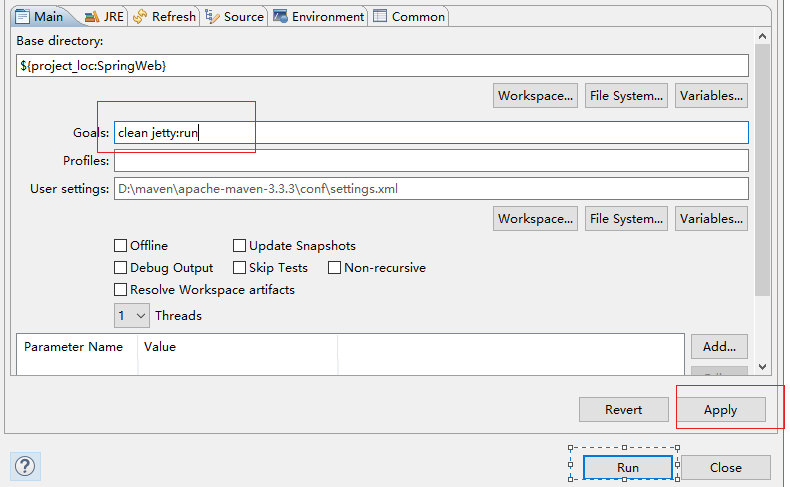 Main JRE Refresh Source Environment Common
Base directory:
${project_loc:SpringWeb}
Workspace... File System... Variables...
Goals: clean jetty:run
Profiles:
User settings: D:\maven\apache-maven-3.3.3\conf\settings.xml
Workspace... File System... Variables...
Offline Update Snapshots
Debug Output Skip Tests Non-recursive
Resolve Workspace artifacts
1 Threads
Parameter Name Value Add...
Revert Apply
? Run Close